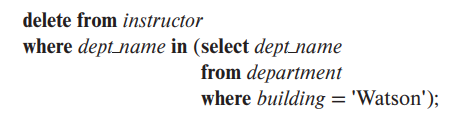 delete from instructor
where dept_name in (select dept_name
from department
where building = 'Watson');